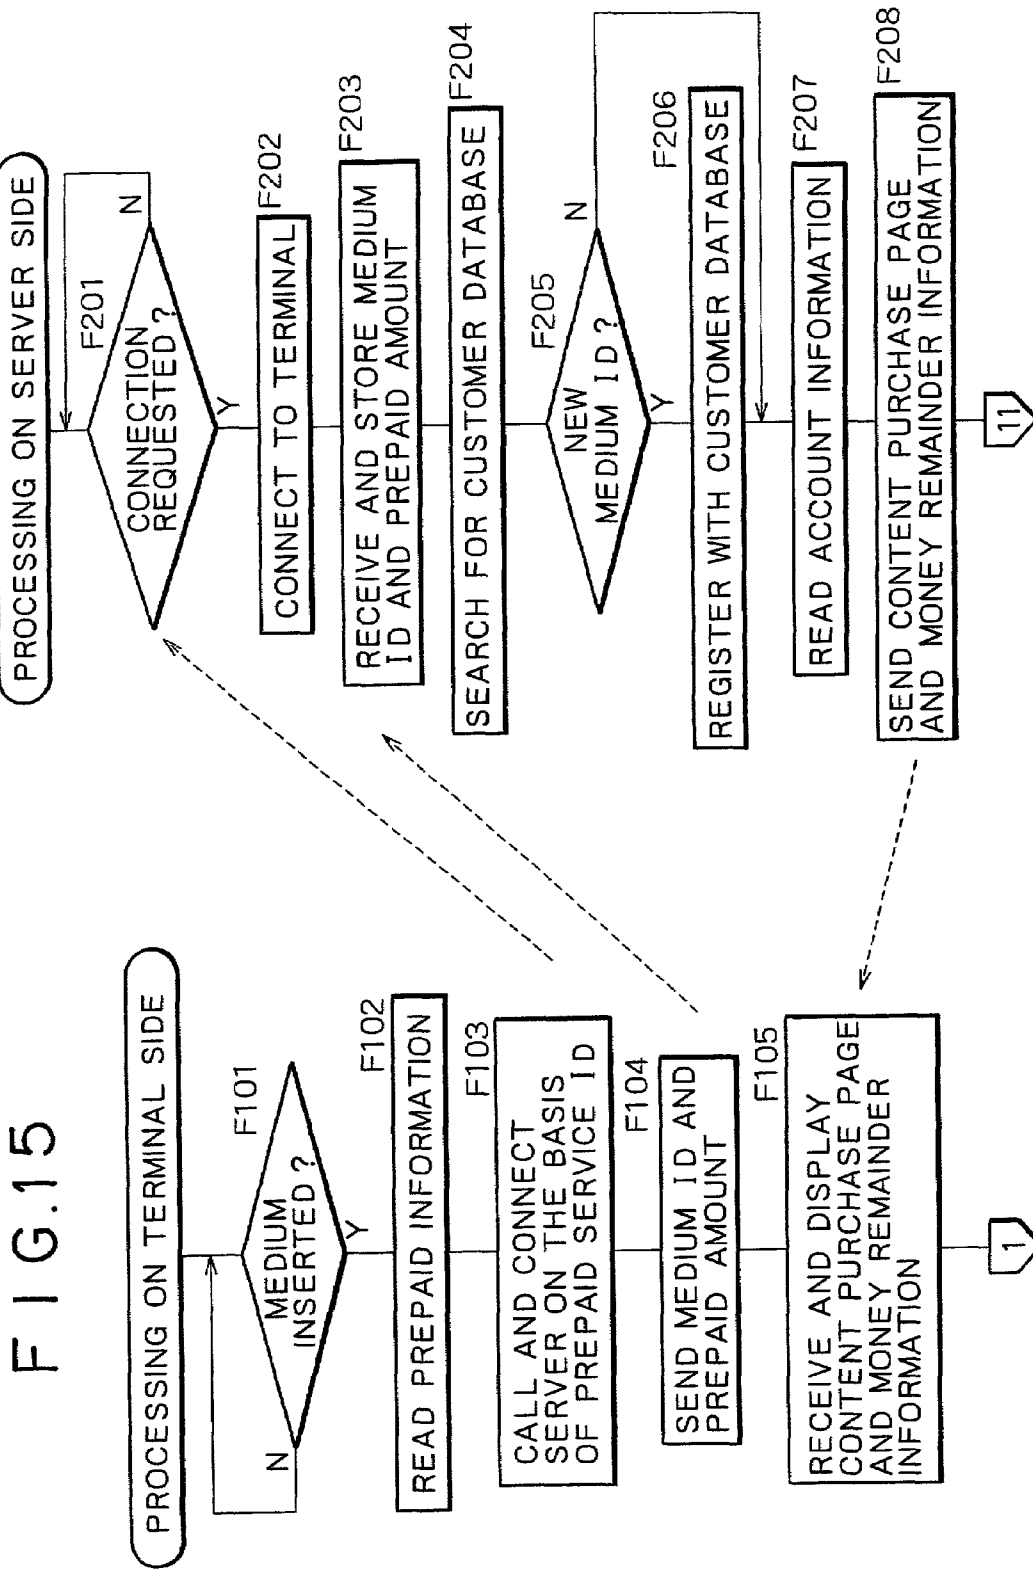 FIG.15
PROCESSING ON TERMINAL SIDE
F101
MEDIUM
INSERTED?
N
Y
F102
READ PREPAID INFORMATION
F103
CALL AND CONNECT
SERVER ON THE BASIS
OF PREPAID SERVICE ID
F104
SEND MEDIUM ID AND
PREPAID AMOUNT
F105
RECEIVE AND DISPLAY
CONTENT PURCHASE PAGE
AND MONEY REMAINDER
INFORMATION
1
PROCESSING ON SERVER SIDE
F201
CONNECTION
REQUESTED?
N
Y
F202
CONNECT TO TERMINAL
F203
RECEIVE AND STORE MEDIUM
ID AND PREPAID AMOUNT
F204
SEARCH FOR CUSTOMER DATABASE
F205
NEW
MEDIUM ID?
N
Y
F206
REGISTER WITH CUSTOMER DATABASE
F207
READ ACCOUNT INFORMATION
F208
SEND CONTENT PURCHASE PAGE
AND MONEY REMAINDER INFORMATION
11